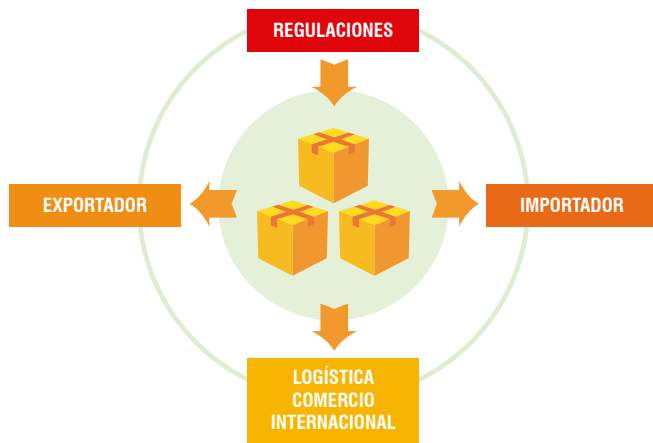 REGULACIONES
EXPORTADOR
IMPORTADOR
LOGÍSTICA
COMERCIO
INTERNACIONAL